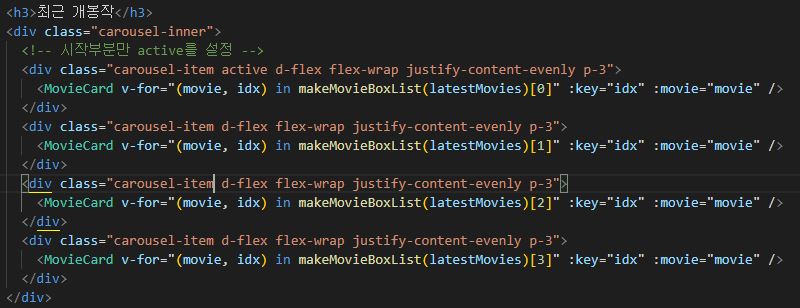 <h3>최근 개봉작</h3>
<div class="carousel-inner">
<!-- 시작부분만 active를 설정 -->
<div class="carousel-item active d-flex flex-wrap justify-content-evenly p-3">
<MovieCard v-for="(movie, idx) in makeMovieBoxList(latestMovies)[0]" :key="idx" :movie="movie" />
</div>
<div class="carousel-item d-flex flex-wrap justify-content-evenly p-3">
<MovieCard v-for="(movie, idx) in makeMovieBoxList(latestMovies)[1]" :key="idx" :movie="movie" />
</div>
<div class="carousel-item d-flex flex-wrap justify-content-evenly p-3">
<MovieCard v-for="(movie, idx) in makeMovieBoxList(latestMovies)[2]" :key="idx" :movie="movie" />
</div>
<div class="carousel-item d-flex flex-wrap justify-content-evenly p-3">
<MovieCard v-for="(movie, idx) in makeMovieBoxList(latestMovies)[3]" :key="idx" :movie="movie" />
</div>
</div>